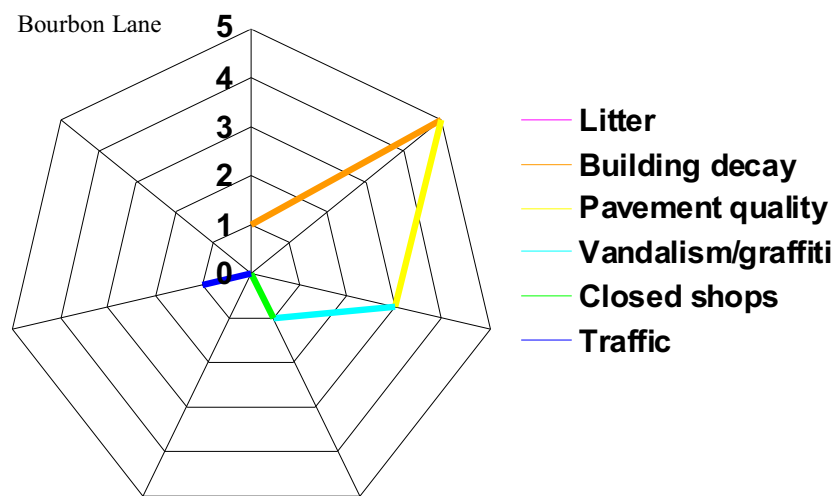 Bourbon Lane
5
4
3
2
1
0
Litter
Building decay
Pavement quality
Vandalism/graffiti
Closed shops
Traffic